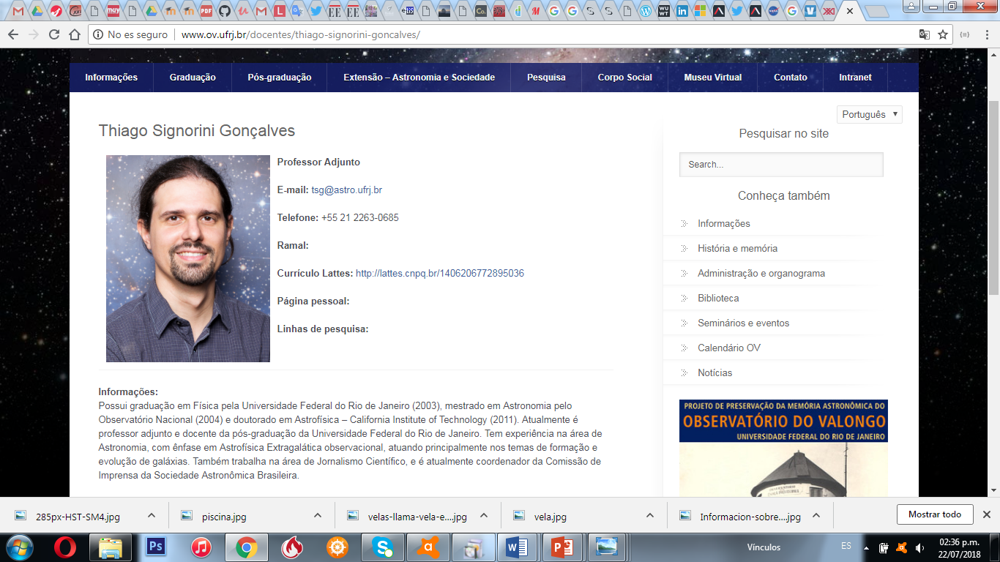 No es seguro
www.ov.ufrj.br/docentes/thiago-signorini-goncalves/
Informações
Graduação
Pós-graduação
Extensão – Astronomia e Sociedade
Pesquisa
Corpo Social
Museu Virtual
Contato
Intranet
Português
Thiago Signorini Gonçalves
Professor Adjunto
E-mail: tsg@astro.ufrj.br
Telefone: +55 21 2263-0685
Ramal:
Currículo Lattes: http://lattes.cnpq.br/1406206772895036
Página pessoal:
Linhas de pesquisa:
Informações:
Possui graduação em Física pela Universidade Federal do Rio de Janeiro (2003), mestrado em Astronomia pelo
Observatório Nacional (2004) e doutorado em Astrofísica – California Institute of Technology (2011). Atualmente é
professor adjunto e docente da pós-graduação da Universidade Federal do Rio de Janeiro. Tem experiência na área de
Astronomia, com ênfase em Astrofísica Extragalática observacional, atuando principalmente nos temas de formação e
evolução de galáxias. Também trabalha na área de Jornalismo Científico, e é atualmente coordenador da Comissão de
Imprensa da Sociedade Astronômica Brasileira.
Pesquisar no site
Search...
Conheça também
Informações
História e memória
Administração e organograma
Biblioteca
Seminários e eventos
Calendário OV
Notícias
PROJETO DE PRESERVAÇÃO DA MEMÓRIA ASTRONÔMICA DO
OBSERVATÓRIO DO VALONGO
UNIVERSIDADE FEDERAL DO RIO DE JANEIRO
285px-HST-SM4.jpg
piscina.jpg
velas-llama-vela-e....jpg
vela.jpg
Informacion-sobre....jpg
Mostrar todo
Ps
Vínculos
ES
02:36 p.m.
22/07/2018